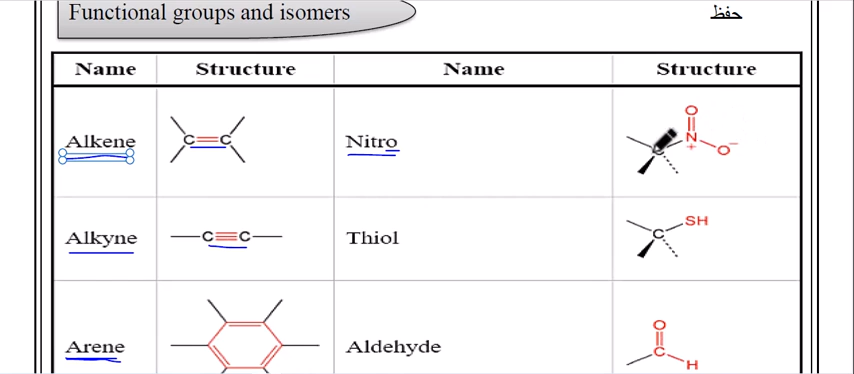 Functional groups and isomers
حفظ
Name Structure Name Structure
Alkene C C Nitro C N + O O −
Alkyne C C Thiol C SH
Arene Aldehyde O C H